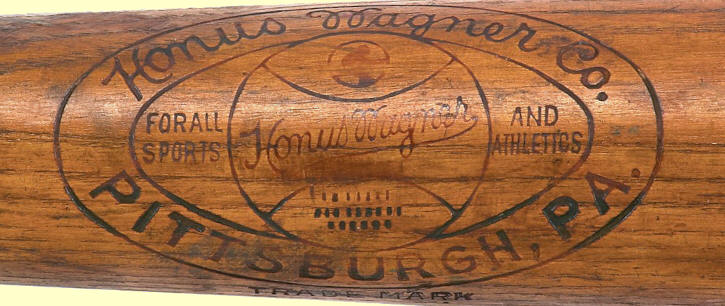 Honus Wagner Co.
FOR ALL
SPORTS
Honus Wagner
AND
ATHLETICS
PITTSBURGH, PA.
TRADE MARK